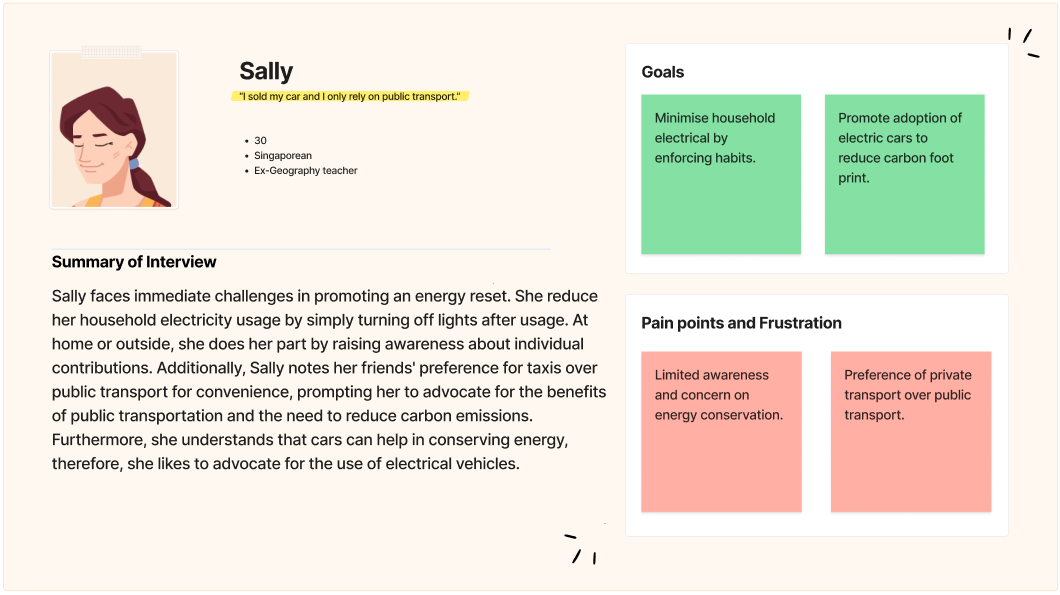 Sally
“I sold my car and I only rely on public transport.”
• 30
• Singaporean
• Ex-Geography teacher
Summary of Interview
Sally faces immediate challenges in promoting an energy reset. She reduce
her household electricity usage by simply turning off lights after usage. At
home or outside, she does her part by raising awareness about individual
contributions. Additionally, Sally notes her friends' preference for taxis over
public transport for convenience, prompting her to advocate for the benefits
of public transportation and the need to reduce carbon emissions.
Furthermore, she understands that cars can help in conserving energy,
therefore, she likes to advocate for the use of electrical vehicles.
Goals
Minimise household
electrical by
enforcing habits.
Promote adoption of
electric cars to
reduce carbon foot
print.
Pain points and Frustration
Limited awareness
and concern on
energy conservation.
Preference of private
transport over public
transport.